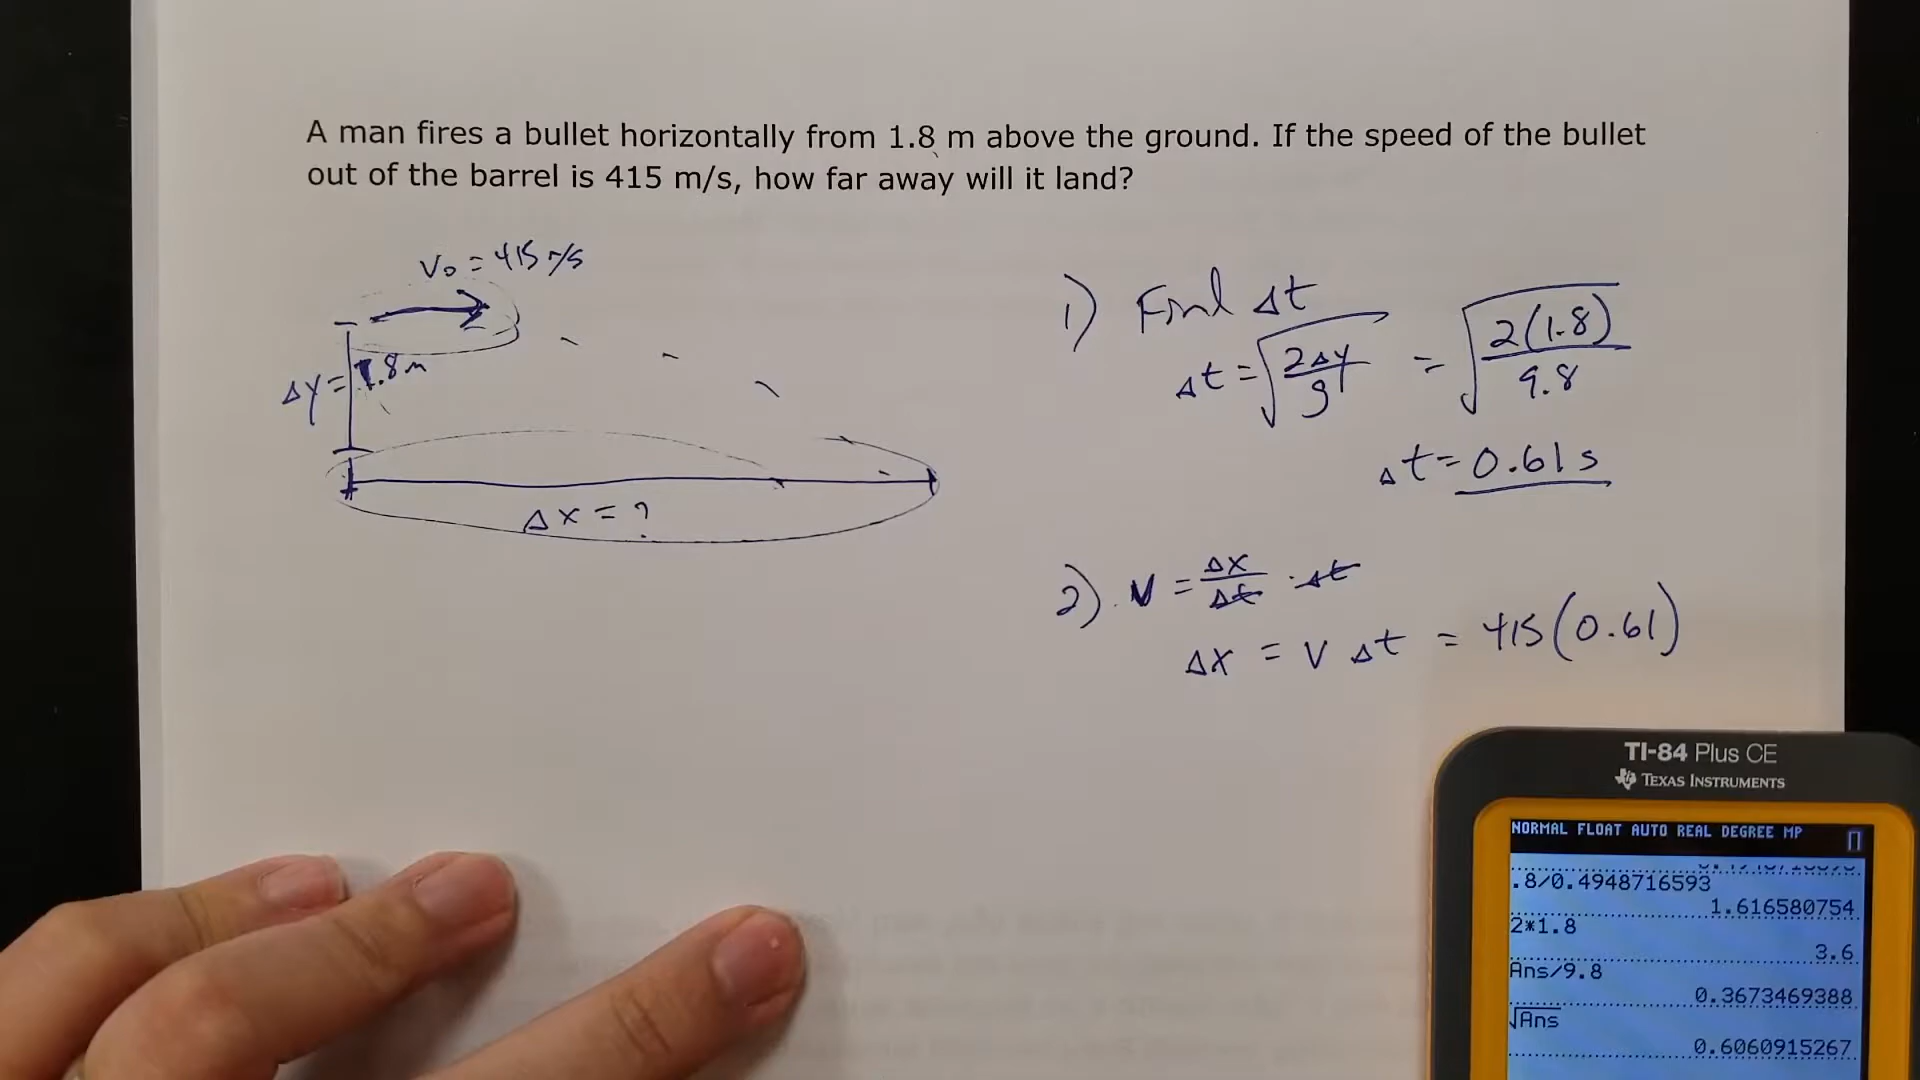 A man fires a bullet horizontally from 1.8 m above the ground. If the speed of the bullet
out of the barrel is 415 m/s, how far away will it land?
V₀ = 415 m/s
Δy = 1.8m
Δx = ?
1) Find Δt
Δt = √(2Δy/g) = √(2(1.8)/9.8)
Δt = 0.61 s
2) V = Δx/Δt · Δt
Δx = V Δt = 415(0.61)
TI-84 Plus CE
TEXAS INSTRUMENTS
NORMAL FLOAT AUTO REAL DEGREE MP
.8/0.4948716593
1.616580754
2*1.8
3.6
Ans/9.8
0.3673469388
√Ans
0.6060915267